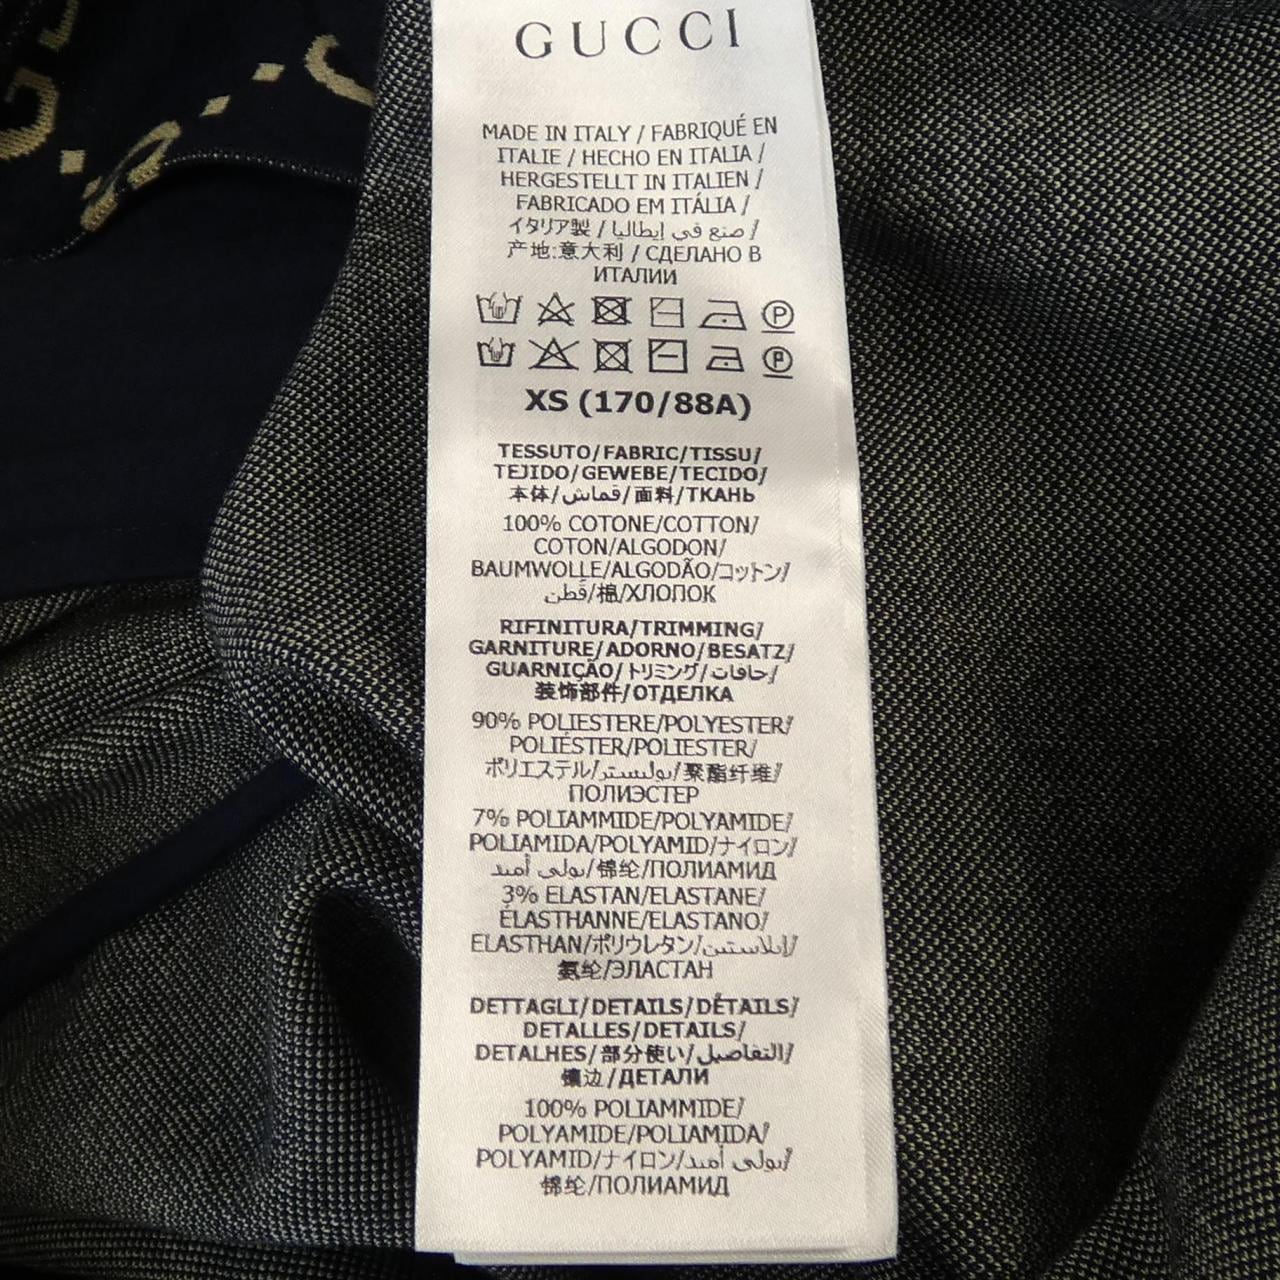 GUCCI
MADE IN ITALY / FABRIQUÉ EN
ITALIE / HECHO EN ITALIA /
HERGESTELLT IN ITALIEN /
FABRICADO EM ITÁLIA /
イタリア製 / صنع في إيطاليا /
产地:意大利 / СДЕЛАНО В
ИТАЛИИ
P
P
XS (170/88A)
TESSUTO/FABRIC/TISSU/
TEJIDO/GEWEBE/TECIDO/
本体/قماش/面料/ТКАНЬ
100% COTONE/COTTON/
COTON/ALGODON/
BAUMWOLLE/ALGODÃO/コットン/
قطن/棉/ХЛОПОК
RIFINITURA/TRIMMING/
GARNITURE/ADORNO/BESATZ/
GUARNIÇÃO/トリミング/حافات/
装饰部件/ОТДЕЛКА
90% POLIESTERE/POLYESTER/
POLIÉSTER/POLIESTER/
ポリエステル/بوليستر/聚酯纤维/
ПОЛИЭСТЕР
7% POLIAMMIDE/POLYAMIDE/
POLIAMIDA/POLYAMID/ナイロン/
بولي أميد/锦纶/ПОЛИАМИД
3% ELASTAN/ELASTANE/
ÉLASTHANNE/ELASTANO/
ELASTHAN/ポリウレタン/إيلاستين/
氨纶/ЭЛАСТАН
DETTAGLI/DETAILS/DÉTAILS/
DETALLES/DETAILS/
DETALHES/部分使い/التفاصيل/
镶边/ДЕТАЛИ
100% POLIAMMIDE/
POLYAMIDE/POLIAMIDA/
POLYAMID/ナイロン/بولي أميد/
锦纶/ПОЛИАМИД